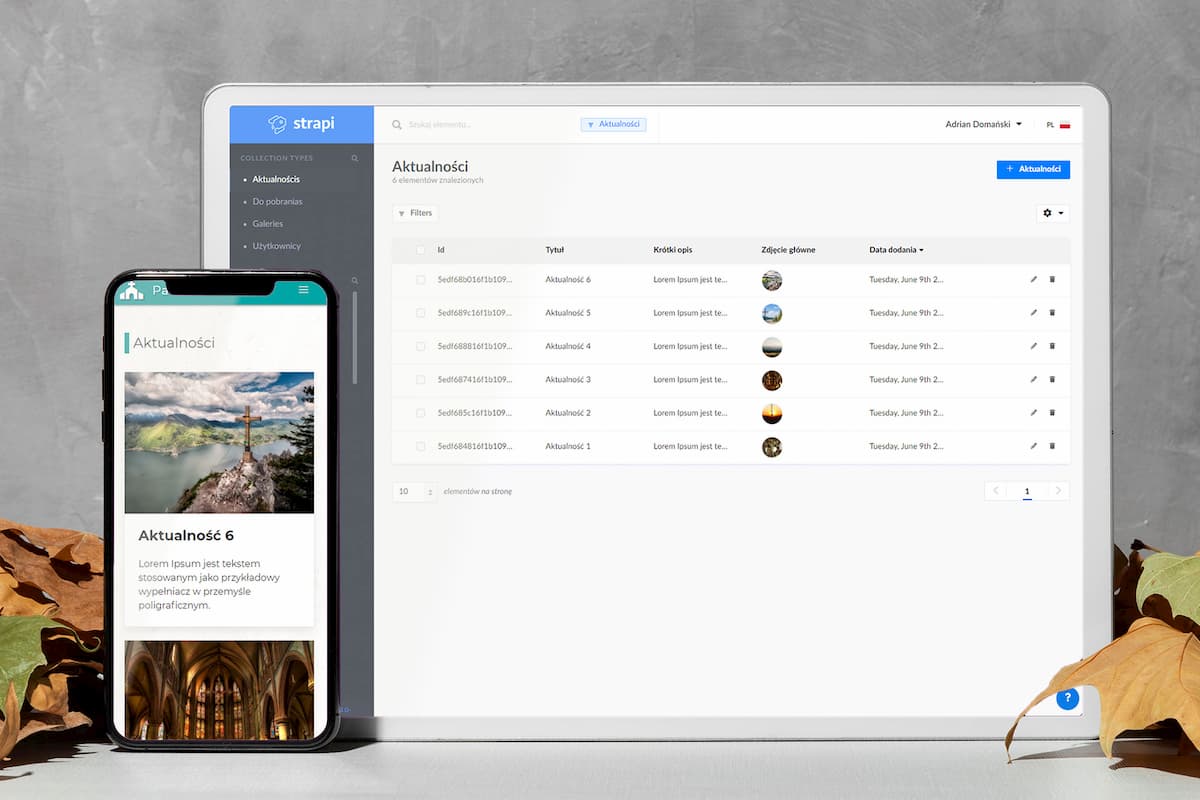 strapi
Szukaj elementu...
Aktualności
Adrian Domański
PL
COLLECTION TYPES
Aktualnościs
Do pobranias
Galeries
Użytkownicy
Aktualności
6 elementów znalezionych
+ Aktualności
Filters
Id Tytuł Krótki opis Zdjęcie główne Data dodania
5edf68b016f1b109... Aktualność 6 Lorem Ipsum jest te... Tuesday, June 9th 2...
5edf689c16f1b109... Aktualność 5 Lorem Ipsum jest te... Tuesday, June 9th 2...
5edf688816f1b109... Aktualność 4 Lorem Ipsum jest te... Tuesday, June 9th 2...
5edf687416f1b109... Aktualność 3 Lorem Ipsum jest te... Tuesday, June 9th 2...
5edf685c16f1b109... Aktualność 2 Lorem Ipsum jest te... Tuesday, June 9th 2...
5edf684816f1b109... Aktualność 1 Lorem Ipsum jest te... Tuesday, June 9th 2...
10 elementów na stronę
1
?
Pa
Aktualności
Aktualność 6
Lorem Ipsum jest tekstem
stosowanym jako przykładowy
wypełniacz w przemyśle
poligraficznym.